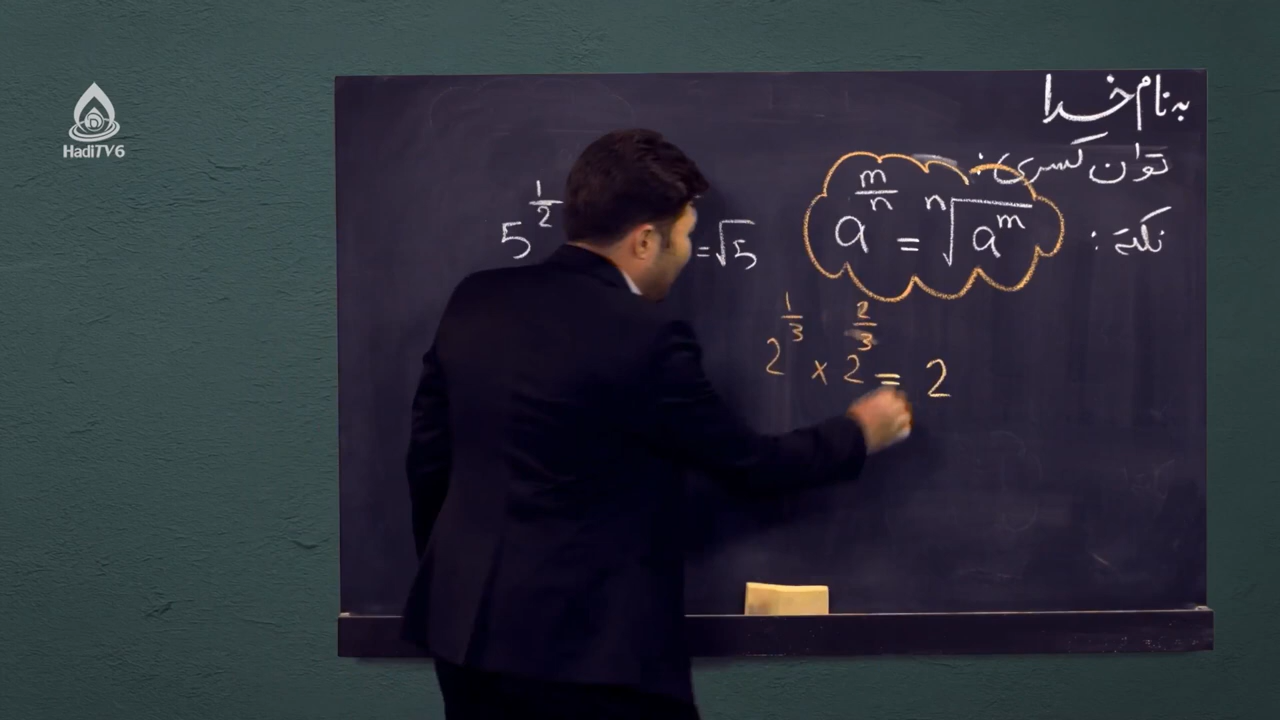 HadiTV6
به نام خدا
توان کسری:
نکته:
a^(m/n) = ⁿ√(a^m)
5^(1/2) = √5
2^(1/3) × 2^(2/3) = 2